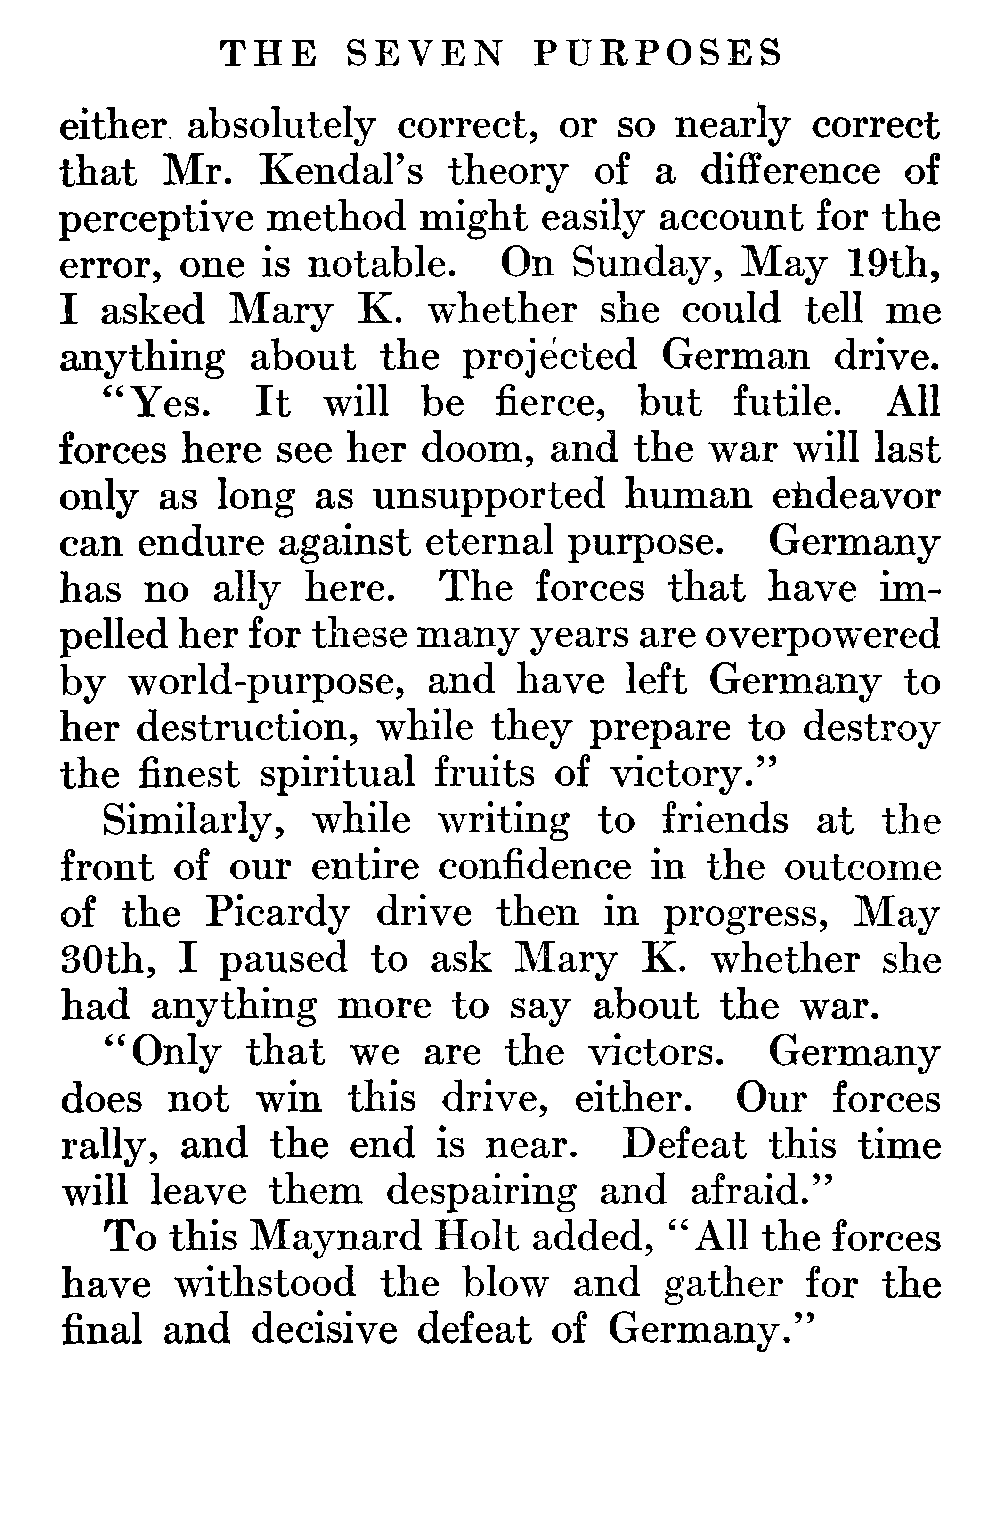 THE SEVEN PURPOSES
either absolutely correct, or so nearly correct
that Mr. Kendal's theory of a difference of
perceptive method might easily account for the
error, one is notable. On Sunday, May 19th,
I asked Mary K. whether she could tell me
anything about the projected German drive.
"Yes. It will be fierce, but futile. All
forces here see her doom, and the war will last
only as long as unsupported human endeavor
can endure against eternal purpose. Germany
has no ally here. The forces that have im-
pelled her for these many years are overpowered
by world-purpose, and have left Germany to
her destruction, while they prepare to destroy
the finest spiritual fruits of victory."
Similarly, while writing to friends at the
front of our entire confidence in the outcome
of the Picardy drive then in progress, May
30th, I paused to ask Mary K. whether she
had anything more to say about the war.
"Only that we are the victors. Germany
does not win this drive, either. Our forces
rally, and the end is near. Defeat this time
will leave them despairing and afraid."
To this Maynard Holt added, "All the forces
have withstood the blow and gather for the
final and decisive defeat of Germany."